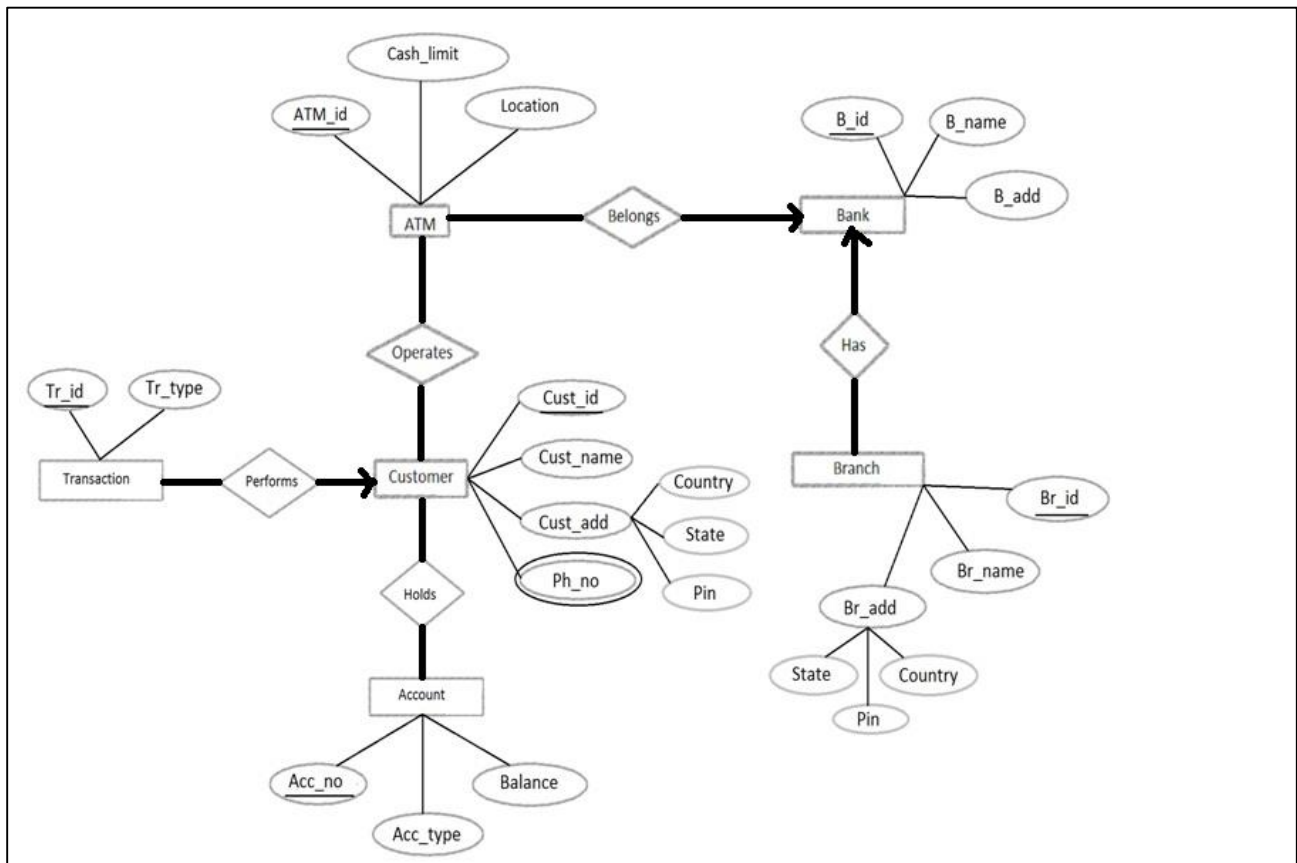 Cash_limit
ATM_id
Location
B_id
B_name
B_add
ATM
Belongs
Bank
Operates
Has
Tr_id
Tr_type
Cust_id
Cust_name
Transaction
Performs
Customer
Country
Branch
Cust_add
State
Br_id
Ph_no
Pin
Br_name
Holds
Br_add
State
Country
Account
Pin
Acc_no
Balance
Acc_type